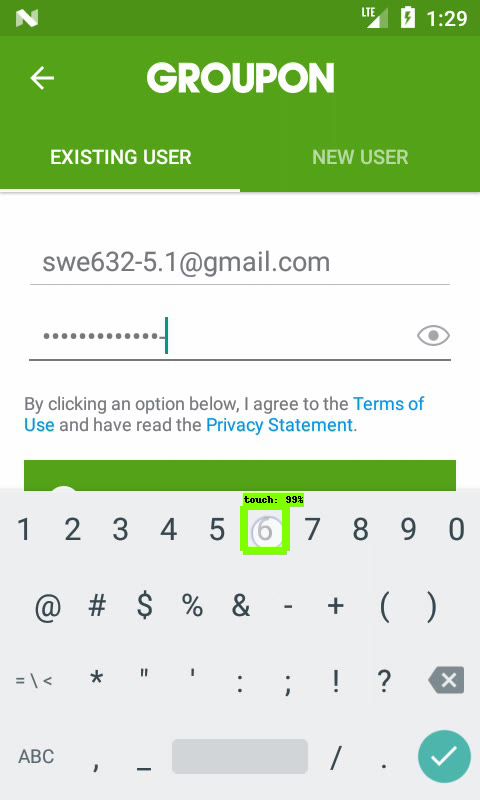 LTE 1:29
GROUPON
EXISTING USER NEW USER
swe632-5.1@gmail.com
••••••••••••-
By clicking an option below, I agree to the Terms of
Use and have read the Privacy Statement.
touch: 99%
1 2 3 4 5 6 7 8 9 0
@ # $ % & - + ( )
= \ < * " ' : ; ! ?
ABC , _ / .